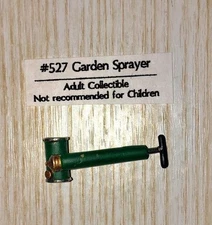 #527 Garden Sprayer
Adult Collectible
Not recommended for Children